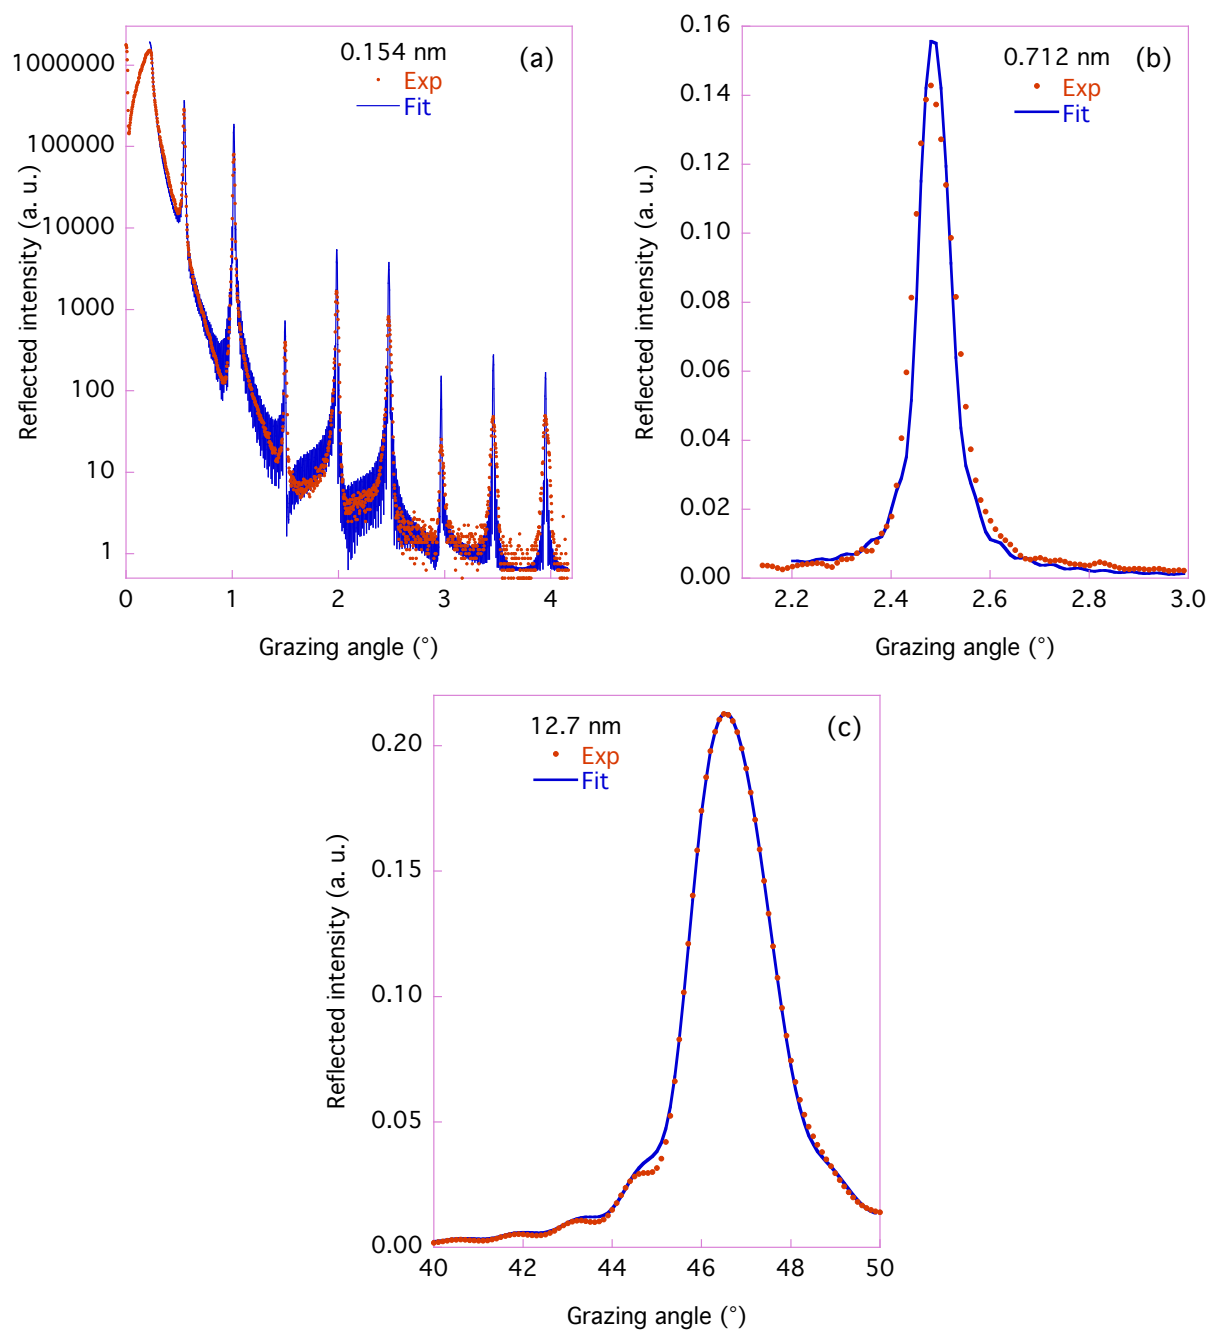 0.154 nm
(a)
Exp
Fit
1000000
100000
10000
1000
100
10
1
Reflected intensity (a. u.)
0 1 2 3 4
Grazing angle (°)
0.712 nm
(b)
Exp
Fit
0.16
0.14
0.12
0.10
0.08
0.06
0.04
0.02
0.00
Reflected intensity (a. u.)
2.2 2.4 2.6 2.8 3.0
Grazing angle (°)
12.7 nm
(c)
Exp
Fit
0.20
0.15
0.10
0.05
0.00
Reflected intensity (a. u.)
40 42 44 46 48 50
Grazing angle (°)